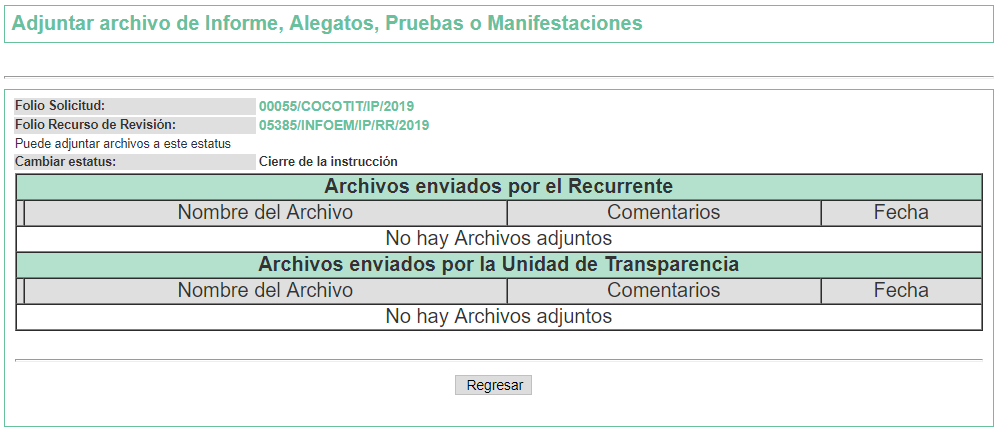 Adjuntar archivo de Informe, Alegatos, Pruebas o Manifestaciones
Folio Solicitud: 00055/COCOTIT/IP/2019
Folio Recurso de Revisión: 05385/INFOEM/IP/RR/2019
Puede adjuntar archivos a este estatus
Cambiar estatus: Cierre de la instrucción
Archivos enviados por el Recurrente
Nombre del Archivo Comentarios Fecha
No hay Archivos adjuntos
Archivos enviados por la Unidad de Transparencia
Nombre del Archivo Comentarios Fecha
No hay Archivos adjuntos
Regresar